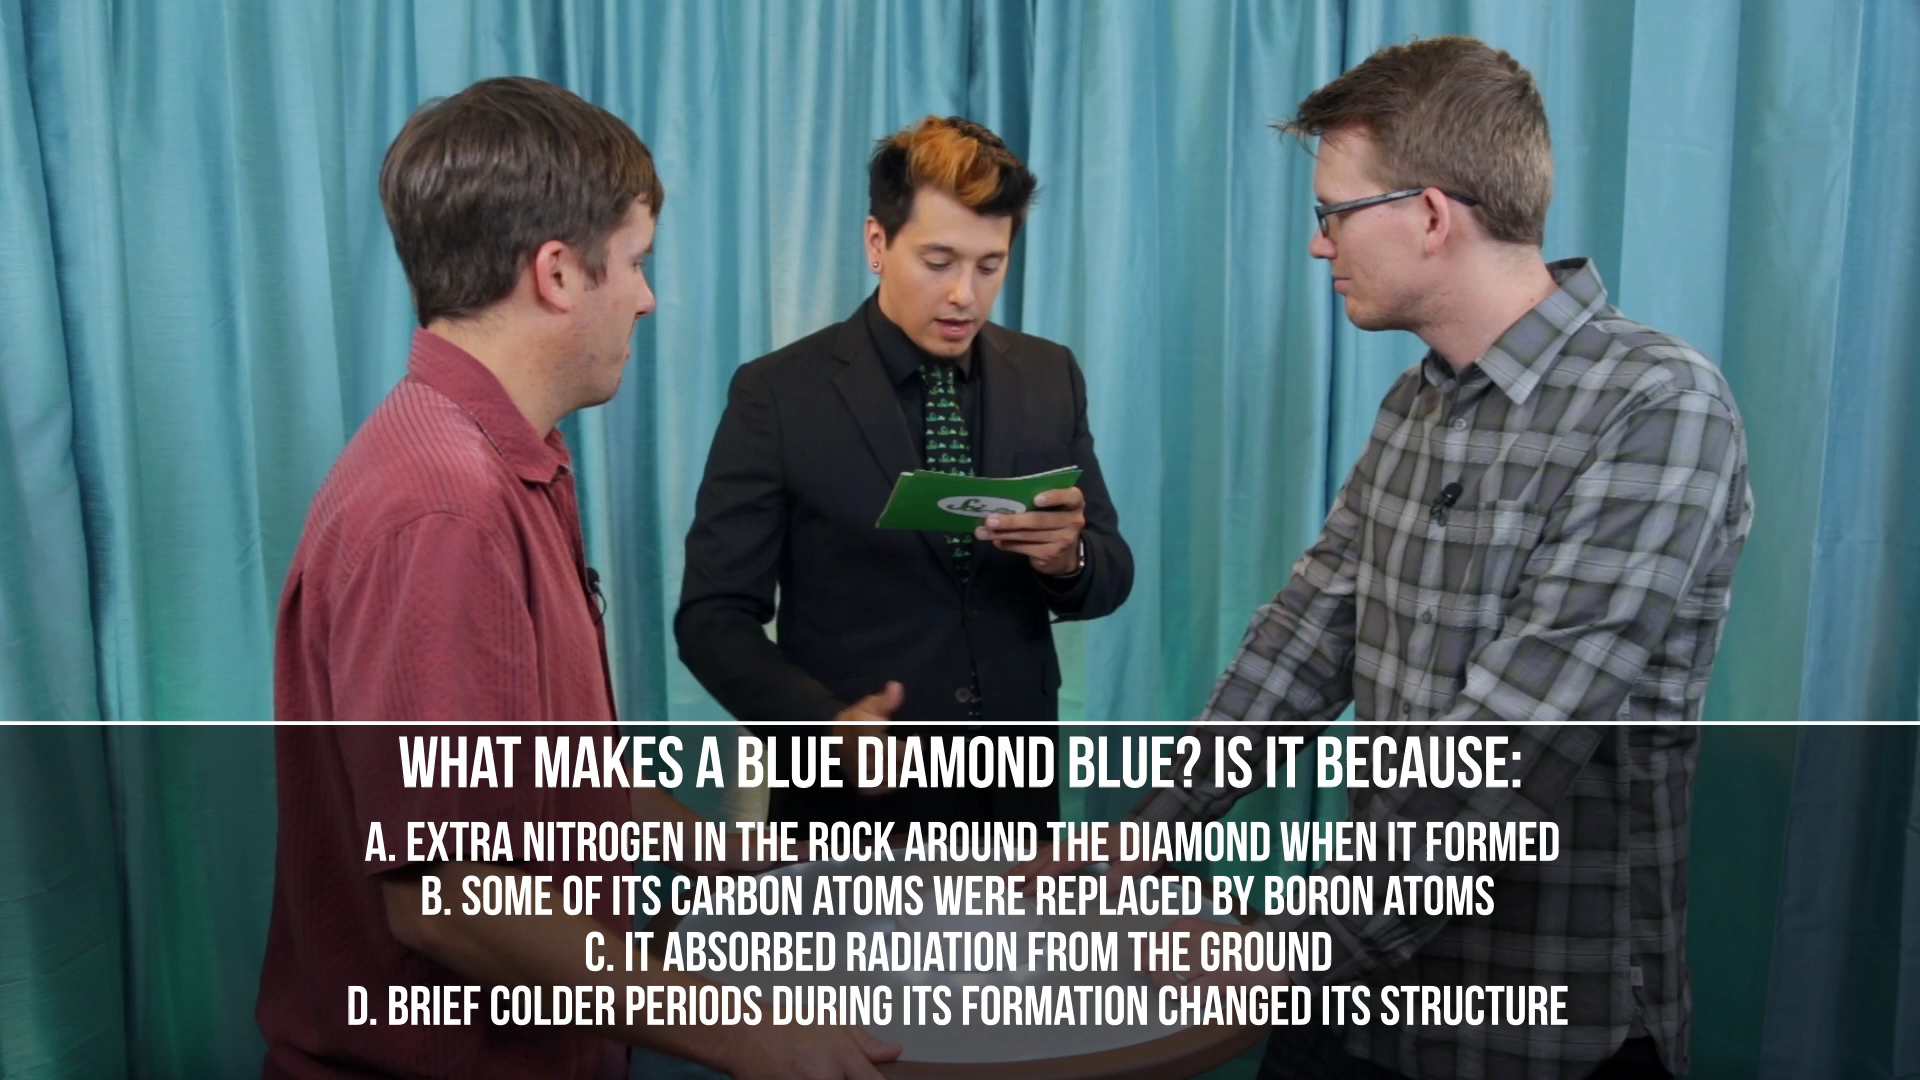 WHAT MAKES A BLUE DIAMOND BLUE? IS IT BECAUSE:
A. EXTRA NITROGEN IN THE ROCK AROUND THE DIAMOND WHEN IT FORMED
B. SOME OF ITS CARBON ATOMS WERE REPLACED BY BORON ATOMS
C. IT ABSORBED RADIATION FROM THE GROUND
D. BRIEF COLDER PERIODS DURING ITS FORMATION CHANGED ITS STRUCTURE